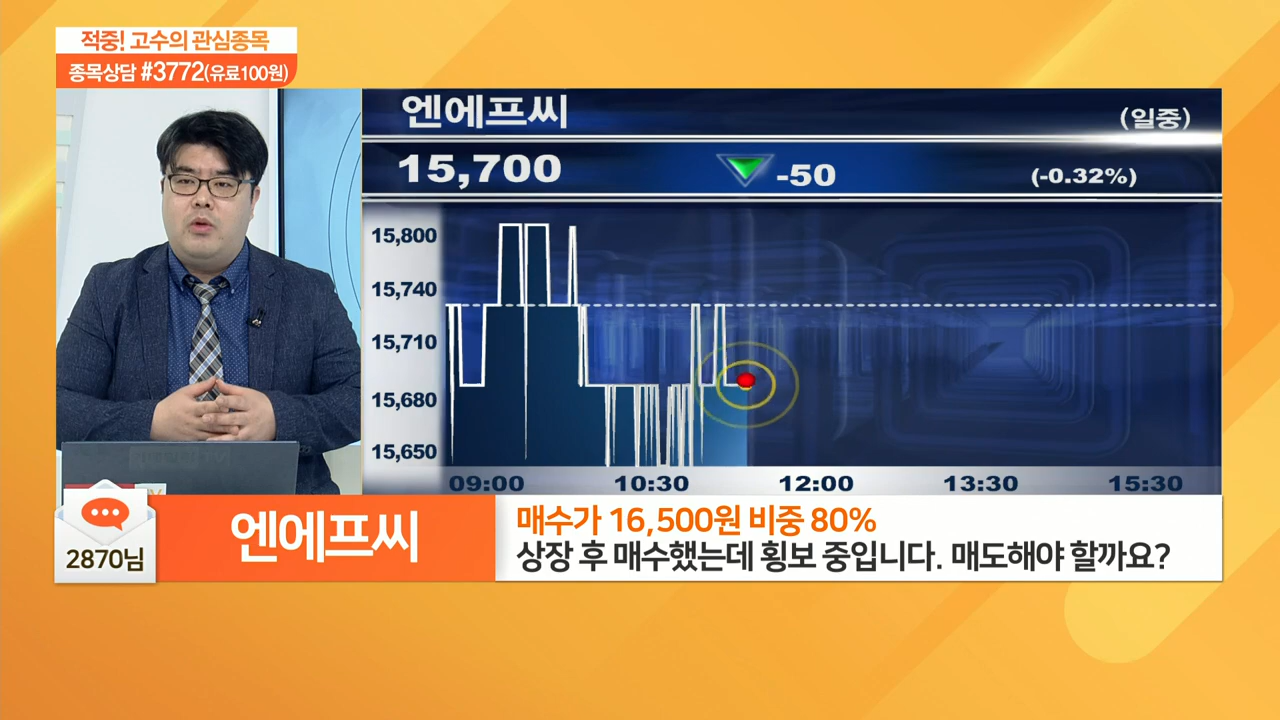 적중! 고수의 관심종목
종목상담 #3772(유료100원)
엔에프씨
(일중)
15,700
-50
(-0.32%)
15,800
15,740
15,710
15,680
15,650
09:00
10:30
12:00
13:30
15:30
2870님
엔에프씨
매수가 16,500원 비중 80%
상장 후 매수했는데 횡보 중입니다. 매도해야 할까요?